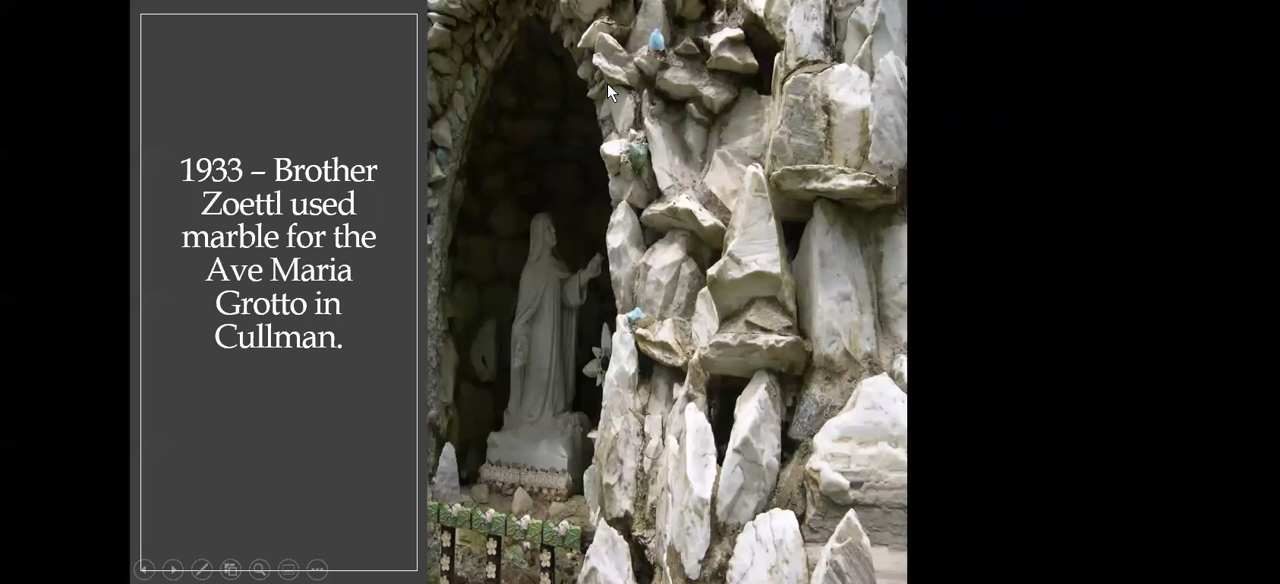 1933 – Brother
Zoettl used
marble for the
Ave Maria
Grotto in
Cullman.